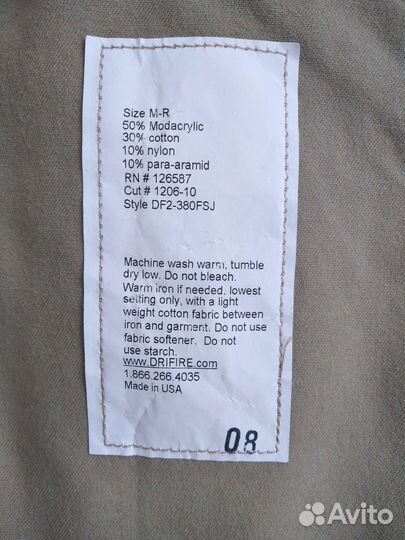 Size M-R
50% Modacrylic
30% cotton
10% nylon
10% para-aramid
RN # 126587
Cut # 1206-10
Style DF2-380FSJ
Machine wash warm, tumble
dry low. Do not bleach.
Warm iron if needed, lowest
setting only, with a light
weight cotton fabric between
iron and garment. Do not use
fabric softener. Do not
use starch.
www.DRIFIRE.com
1.866.266.4035
Made in USA
08
Avito